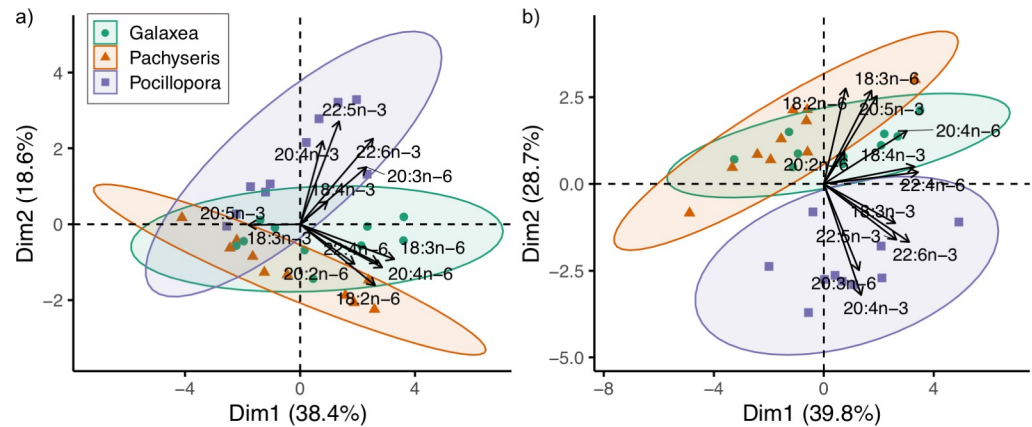 a)
Galaxea
Pachyseris
Pocillopora
22:5n−3
20:4n−3
22:6n−3
20:3n−6
18:4n−3
20:5n−3
18:3n−3
22:4n−6
18:3n−6
20:2n−6
20:4n−6
18:2n−6
4
2
0
−2
−4
0
4
Dim1 (38.4%)
Dim2 (18.6%)
b)
18:3n−6
18:2n−6
20:5n−3
20:4n−6
20:2n−6
18:4n−3
22:4n−6
18:3n−3
22:5n−3
22:6n−3
20:3n−6
20:4n−3
2.5
0.0
−2.5
−5.0
−8
−4
0
4
Dim1 (39.8%)
Dim2 (28.7%)